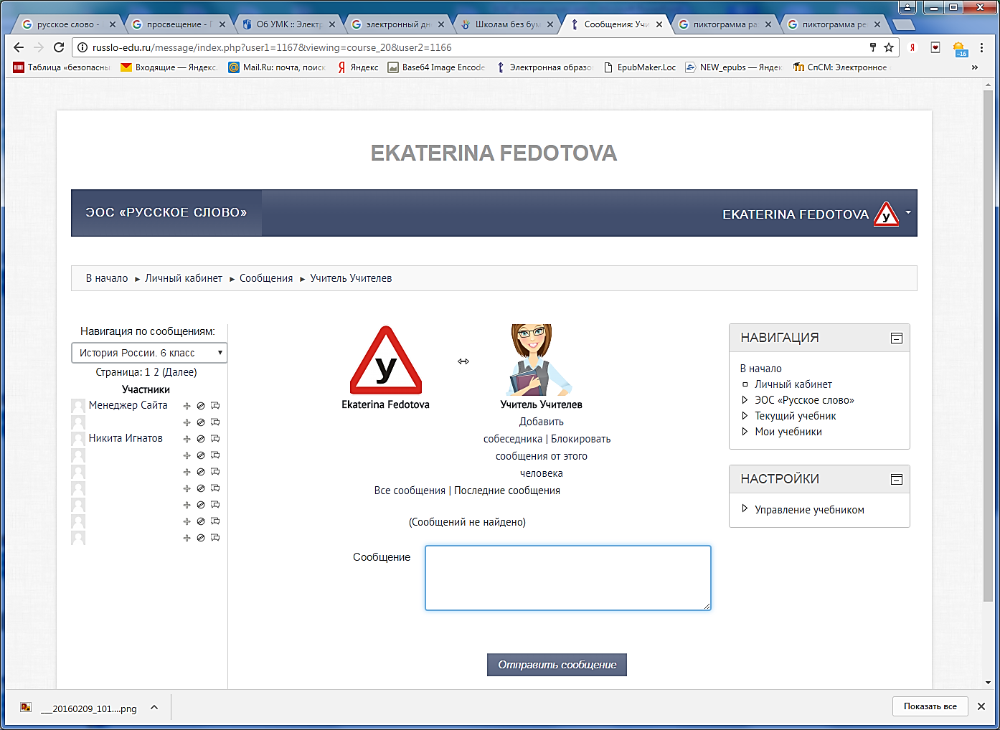 русское слово -
просвещение - Г
Об УМК :: Электр
электронный дн
Школам без бум
Сообщения: Учи
пиктограмма ра
пиктограмма ре
russlo-edu.ru/message/index.php?user1=1167&viewing=course_20&user2=1166
Я
-16
Таблица «безопасны
Входящие — Яндекс.
Mail.Ru: почта, поиск
Яндекс
Base64 Image Encode
Электронная образо
EpubMaker.Loc
NEW_epubs — Яндек
СпСМ: Электронное
»
EKATERINA FEDOTOVA
ЭОС «РУССКОЕ СЛОВО»
EKATERINA FEDOTOVA
У
В начало ► Личный кабинет ► Сообщения ► Учитель Учителев
Навигация по сообщениям:
История России. 6 класс
Страница: 1 2 (Далее)
Участники
Менеджер Сайта
Никита Игнатов
У
Ekaterina Fedotova
Учитель Учителев
Добавить
собеседника | Блокировать
сообщения от этого
человека
Все сообщения | Последние сообщения
(Сообщений не найдено)
Сообщение
Отправить сообщение
НАВИГАЦИЯ
В начало
Личный кабинет
ЭОС «Русское слово»
Текущий учебник
Мои учебники
НАСТРОЙКИ
Управление учебником
___20160209_101....png
Показать все